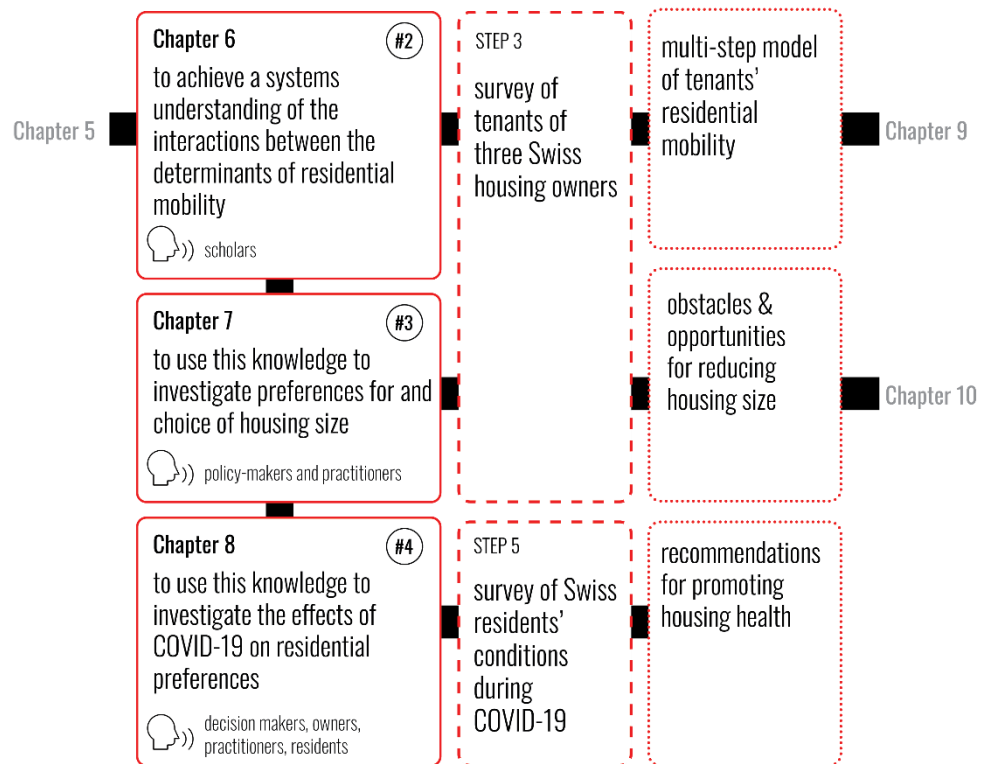 Chapter 5
Chapter 6
#2
to achieve a systems
understanding of the
interactions between the
determinants of residential
mobility
scholars
STEP 3
survey of
tenants of
three Swiss
housing owners
multi-step model
of tenants'
residential
mobility
Chapter 9
Chapter 7
#3
to use this knowledge to
investigate preferences for and
choice of housing size
policy-makers and practitioners
obstacles &
opportunities
for reducing
housing size
Chapter 10
Chapter 8
#4
to use this knowledge to
investigate the effects of
COVID-19 on residential
preferences
decision makers, owners,
practitioners, residents
STEP 5
survey of Swiss
residents'
conditions
during
COVID-19
recommendations
for promoting
housing health